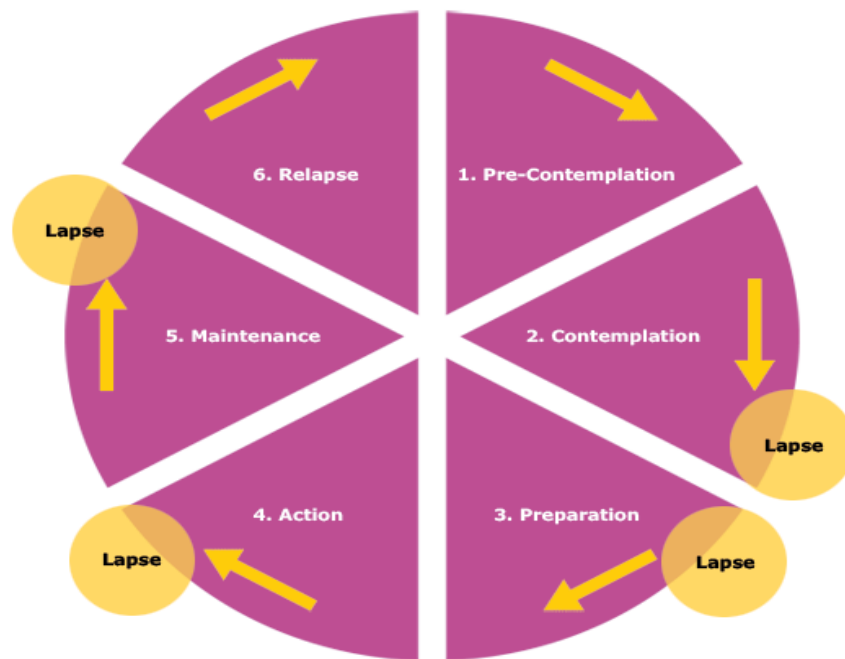 6. Relapse
1. Pre-Contemplation
Lapse
5. Maintenance
2. Contemplation
Lapse
4. Action
3. Preparation
Lapse
Lapse